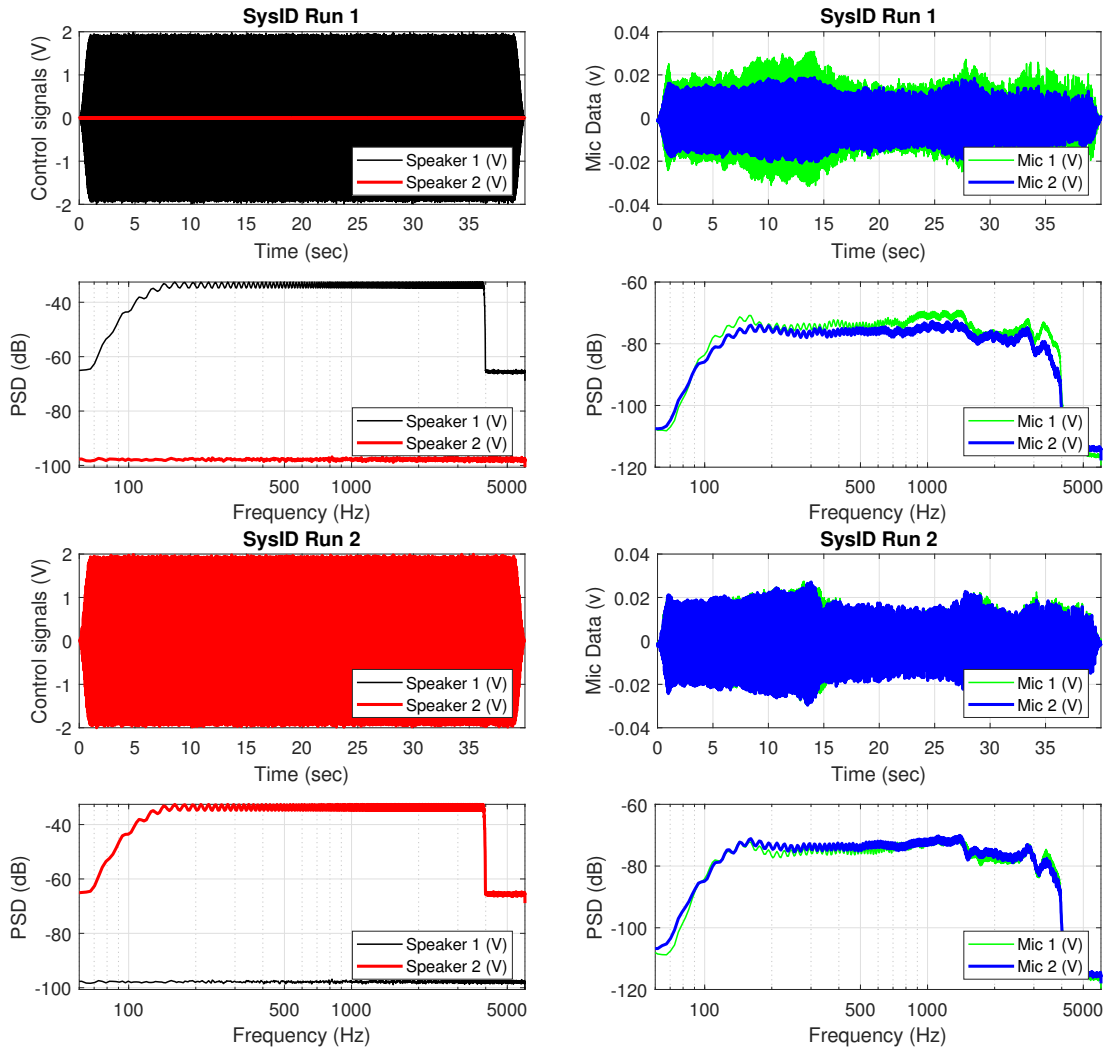 SysID Run 1
Control signals (V)
2
1
0
-1
-2
0 5 10 15 20 25 30 35
Time (sec)
Speaker 1 (V)
Speaker 2 (V)
SysID Run 1
Mic Data (v)
0.04
0.02
0
-0.02
-0.04
0 5 10 15 20 25 30 35
Time (sec)
Mic 1 (V)
Mic 2 (V)
PSD (dB)
-40
-60
-80
-100
100 500 1000 5000
Frequency (Hz)
Speaker 1 (V)
Speaker 2 (V)
PSD (dB)
-60
-80
-100
-120
100 500 1000 5000
Frequency (Hz)
Mic 1 (V)
Mic 2 (V)
SysID Run 2
Control signals (V)
2
1
0
-1
-2
0 5 10 15 20 25 30 35
Time (sec)
Speaker 1 (V)
Speaker 2 (V)
SysID Run 2
Mic Data (v)
0.04
0.02
0
-0.02
-0.04
0 5 10 15 20 25 30 35
Time (sec)
Mic 1 (V)
Mic 2 (V)
PSD (dB)
-40
-60
-80
-100
100 500 1000 5000
Frequency (Hz)
Speaker 1 (V)
Speaker 2 (V)
PSD (dB)
-60
-80
-100
-120
100 500 1000 5000
Frequency (Hz)
Mic 1 (V)
Mic 2 (V)